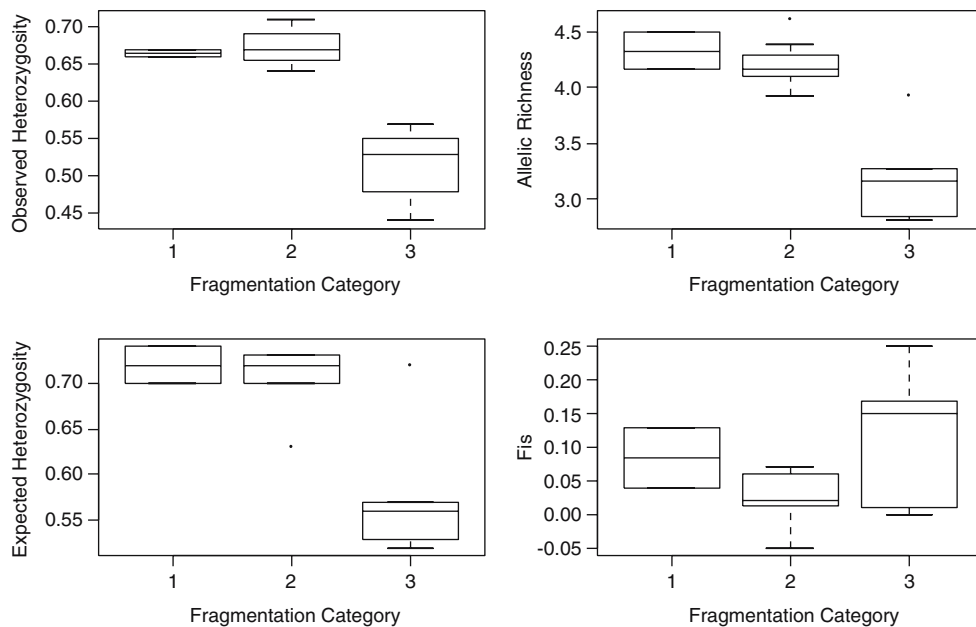 Observed Heterozygosity
0.70
0.65
0.60
0.55
0.50
0.45
1 2 3
Fragmentation Category
Allelic Richness
4.5
4.0
3.5
3.0
1 2 3
Fragmentation Category
Expected Heterozygosity
0.70
0.65
0.60
0.55
1 2 3
Fragmentation Category
Fis
0.25
0.20
0.15
0.10
0.05
0.00
-0.05
1 2 3
Fragmentation Category